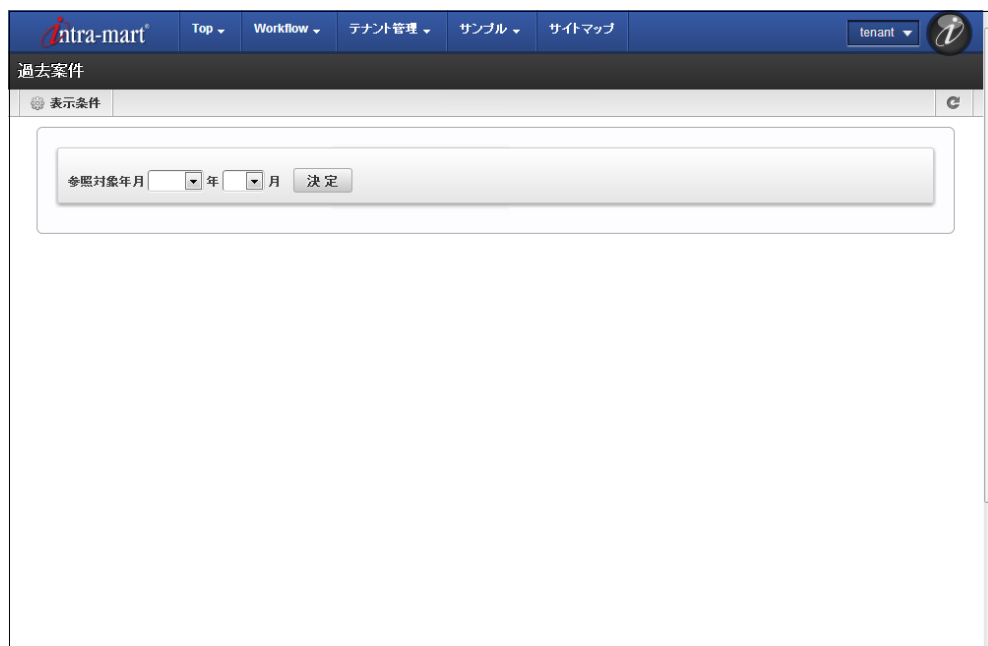 intra-mart® Top Workflow テナント管理 サンプル サイトマップ tenant
過去案件
表示条件
参照対象年月 年 月 決定